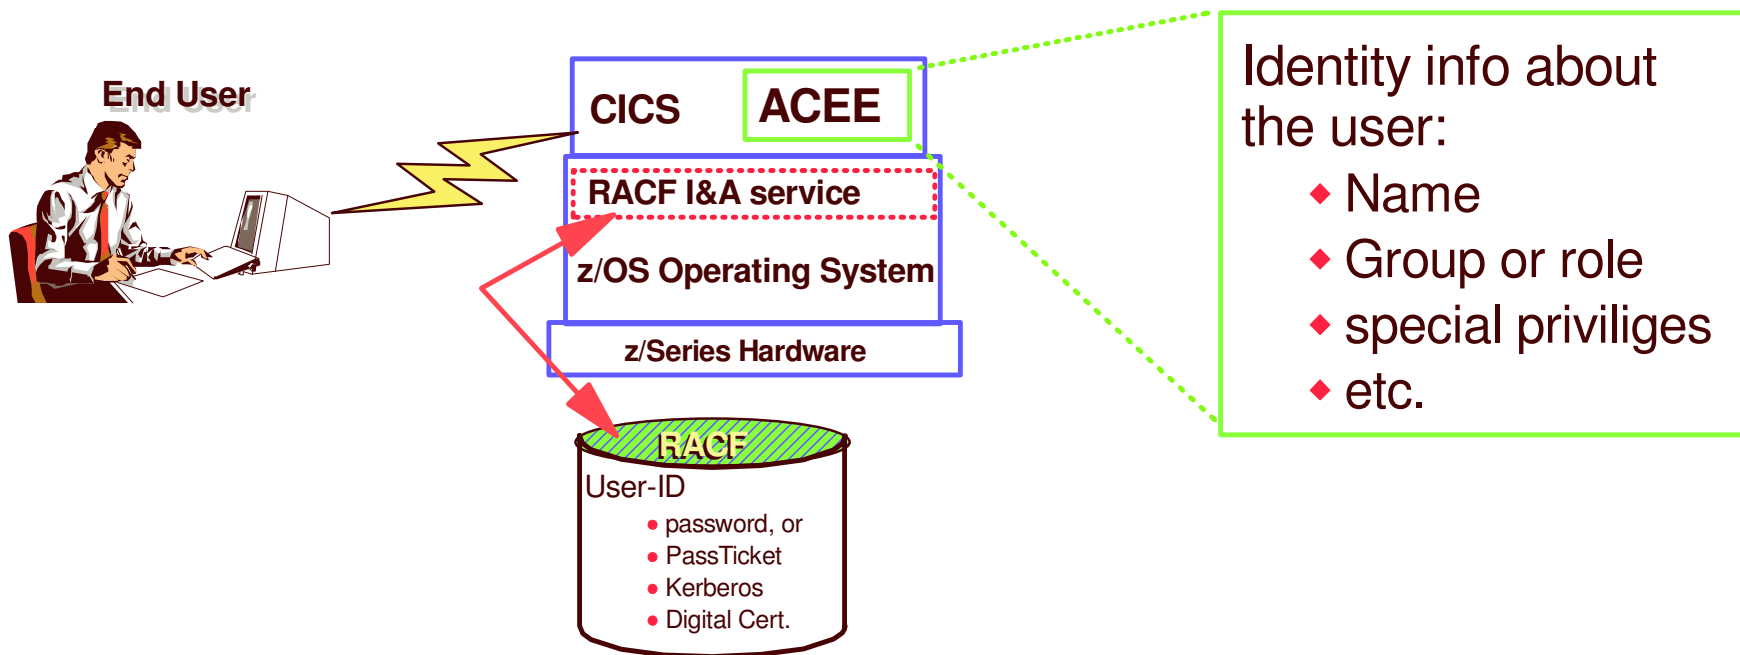 End User
CICS
ACEE
RACF I&A service
z/OS Operating System
z/Series Hardware
RACF
User-ID
password, or
PassTicket
Kerberos
Digital Cert.
Identity info about
the user:
Name
Group or role
special priviliges
etc.